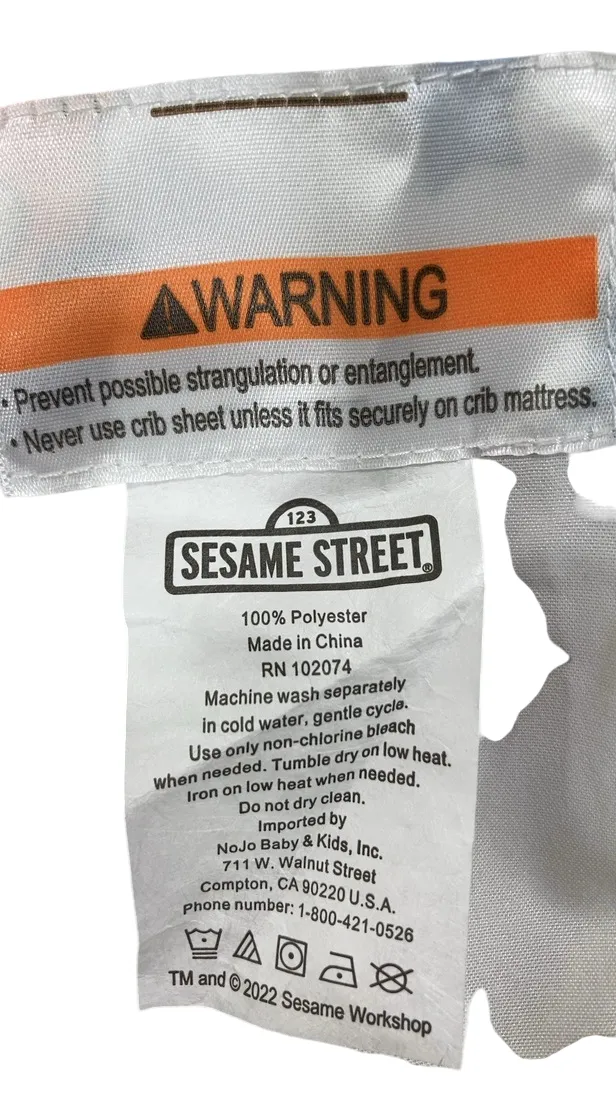 WARNING
• Prevent possible strangulation or entanglement.
• Never use crib sheet unless it fits securely on crib mattress.
123
SESAME STREET®
100% Polyester
Made in China
RN 102074
Machine wash separately
in cold water, gentle cycle.
Use only non-chlorine bleach
when needed. Tumble dry on low heat.
Iron on low heat when needed.
Do not dry clean.
Imported by
NoJo Baby & Kids, Inc.
711 W. Walnut Street
Compton, CA 90220 U.S.A.
Phone number: 1-800-421-0526
TM and © 2022 Sesame Workshop